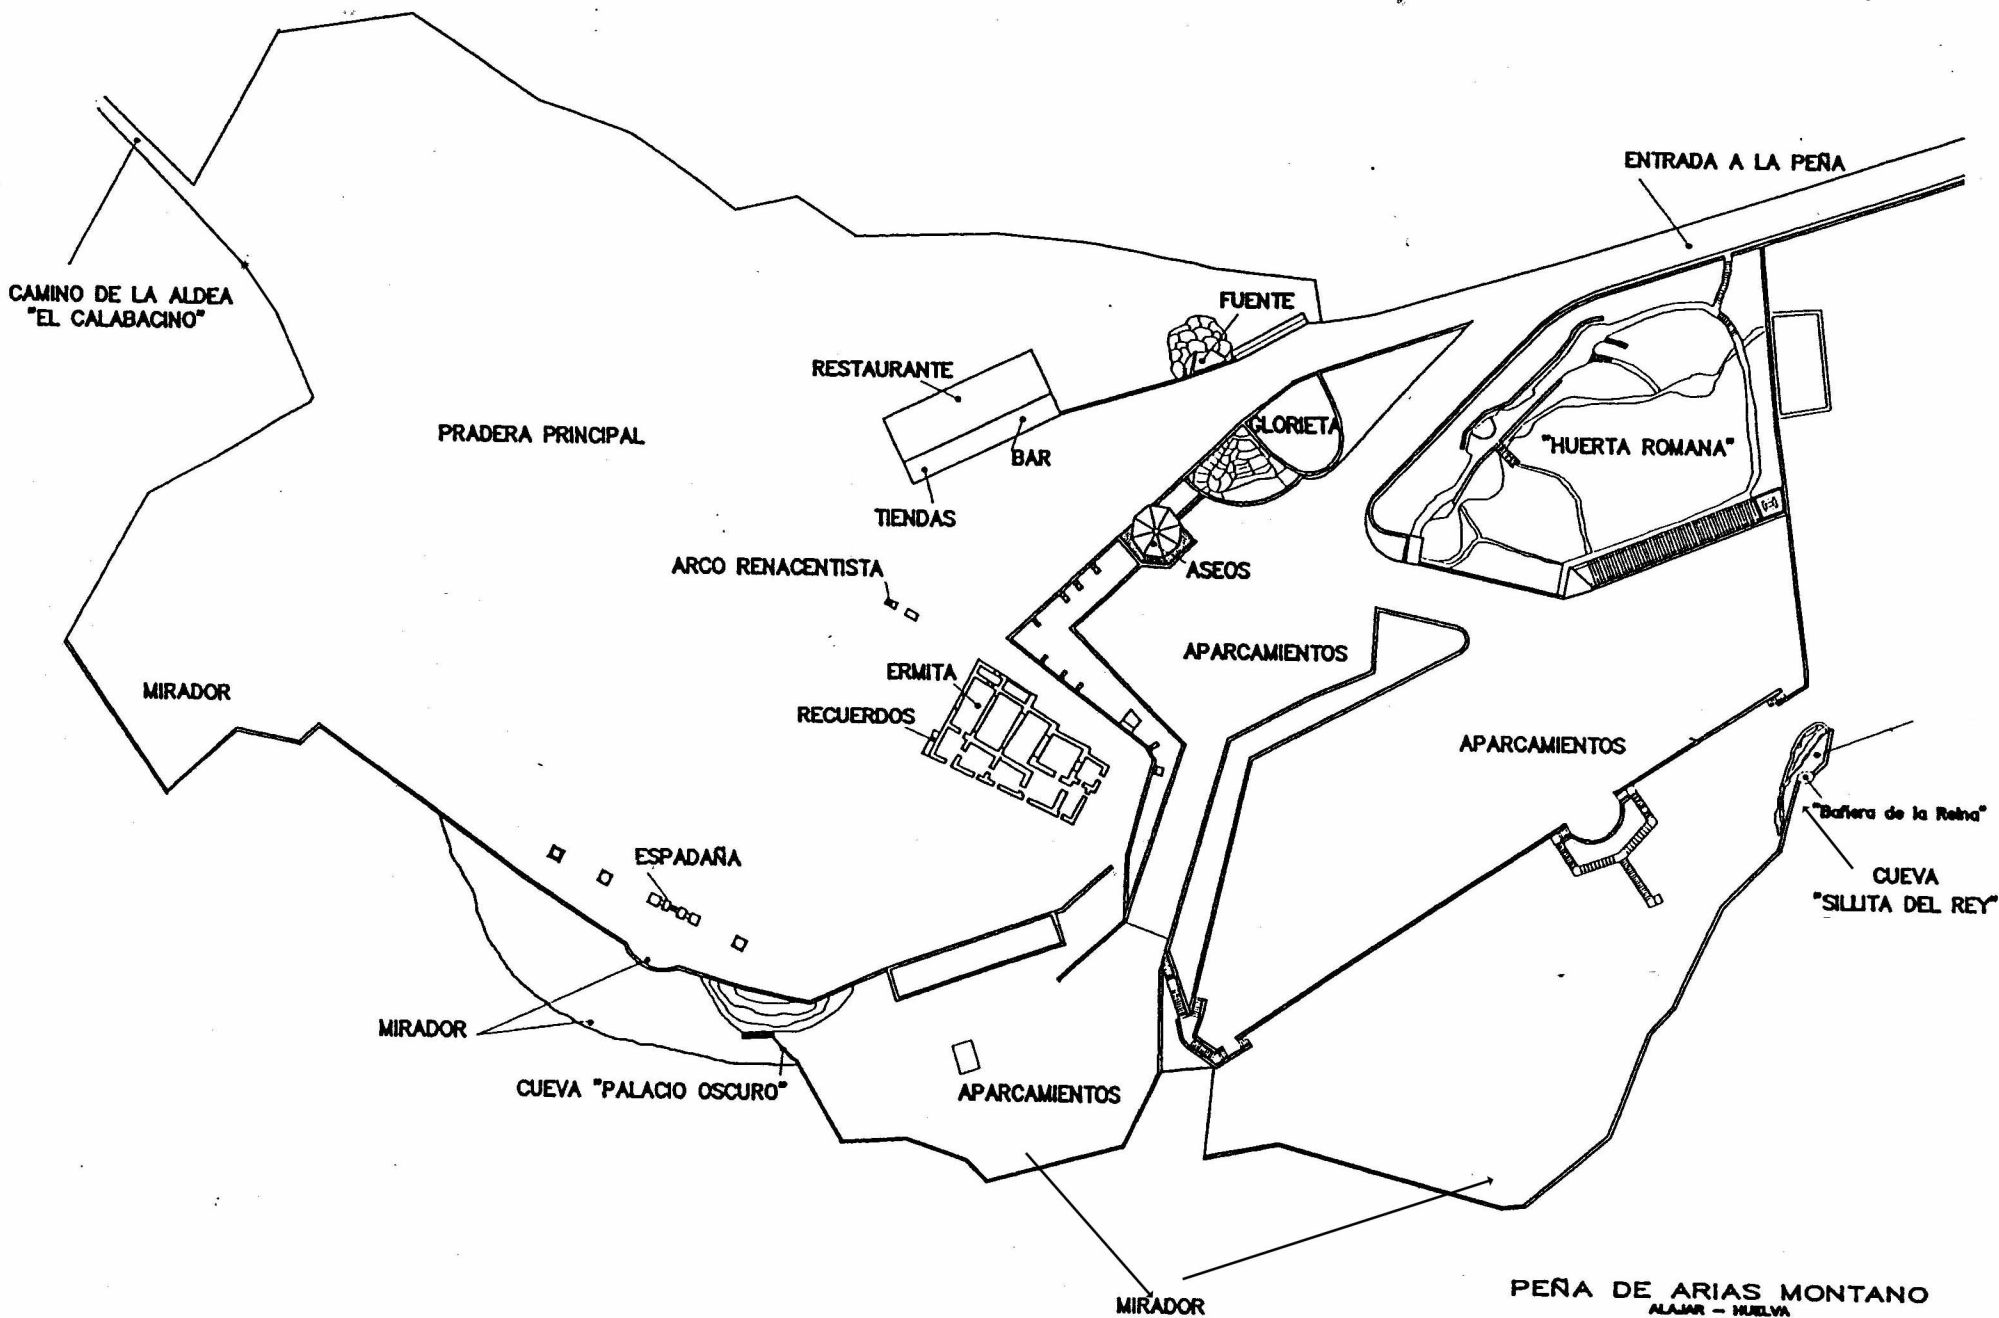 ENTRADA A LA PEÑA
CAMINO DE LA ALDEA
"EL CALABACINO"
FUENTE
RESTAURANTE
GLORIETA
PRADERA PRINCIPAL
BAR
"HUERTA ROMANA"
TIENDAS
ARCO RENACENTISTA
ASEOS
APARCAMIENTOS
ERMITA
MIRADOR
RECUERDOS
APARCAMIENTOS
"Bañera de la Reina"
ESPADAÑA
CUEVA
"SILLITA DEL REY"
MIRADOR
CUEVA "PALACIO OSCURO"
APARCAMIENTOS
MIRADOR
PEÑA DE ARIAS MONTANO
ALAJAR - HUELVA